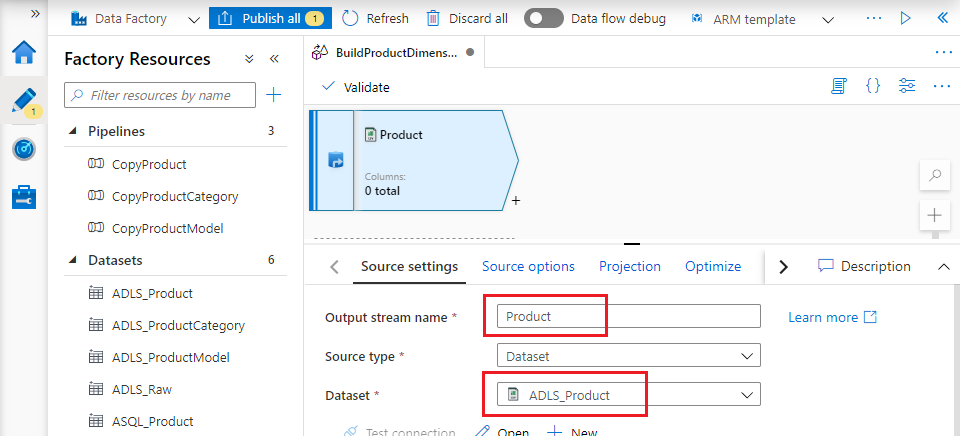 »
Data Factory
Publish all 1
Refresh
Discard all
Data flow debug
ARM template
...
«
Factory Resources
«
BuildProductDimens...
...
Filter resources by name
+
Validate
{}
...
1
Pipelines 3
CopyProduct
CopyProductCategory
CopyProductModel
Product
Columns:
0 total
+
+
Datasets 6
ADLS_Product
ADLS_ProductCategory
ADLS_ProductModel
ADLS_Raw
ASQL_Product
Source settings
Source options
Projection
Optimize
Description
Output stream name *
Product
Learn more
Source type *
Dataset
Dataset *
ADLS_Product
Test connection
Open
+ New